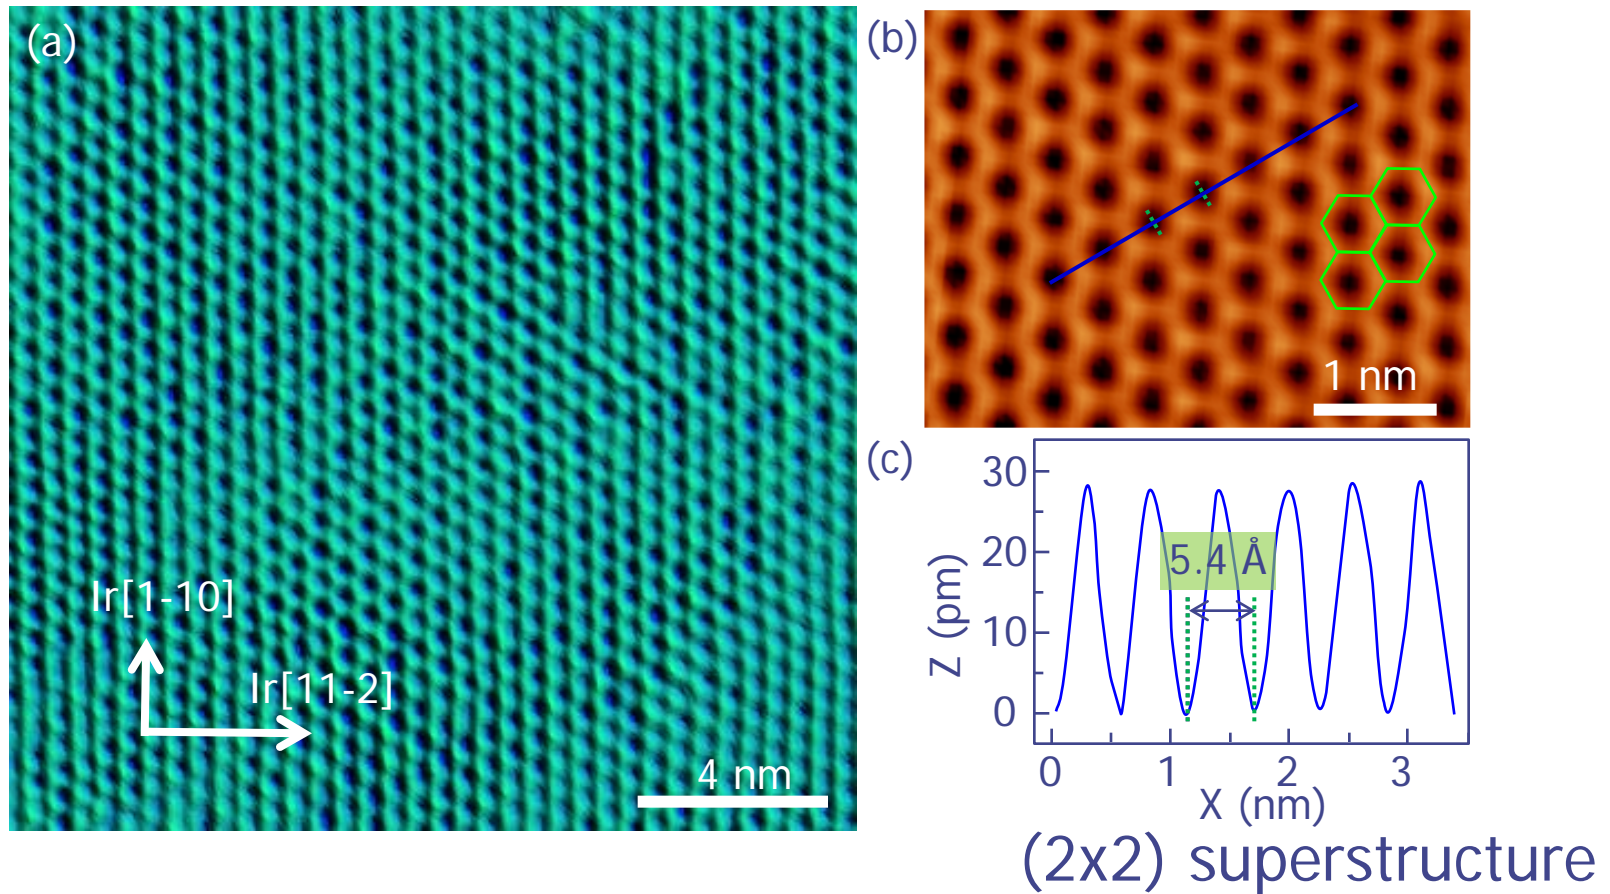 (a)
Ir[1-10]
Ir[11-2]
4 nm
(b)
1 nm
(c)
30
20
10
0
Z (pm)
5.4 Å
0 1 2 3
X (nm)
(2x2) superstructure